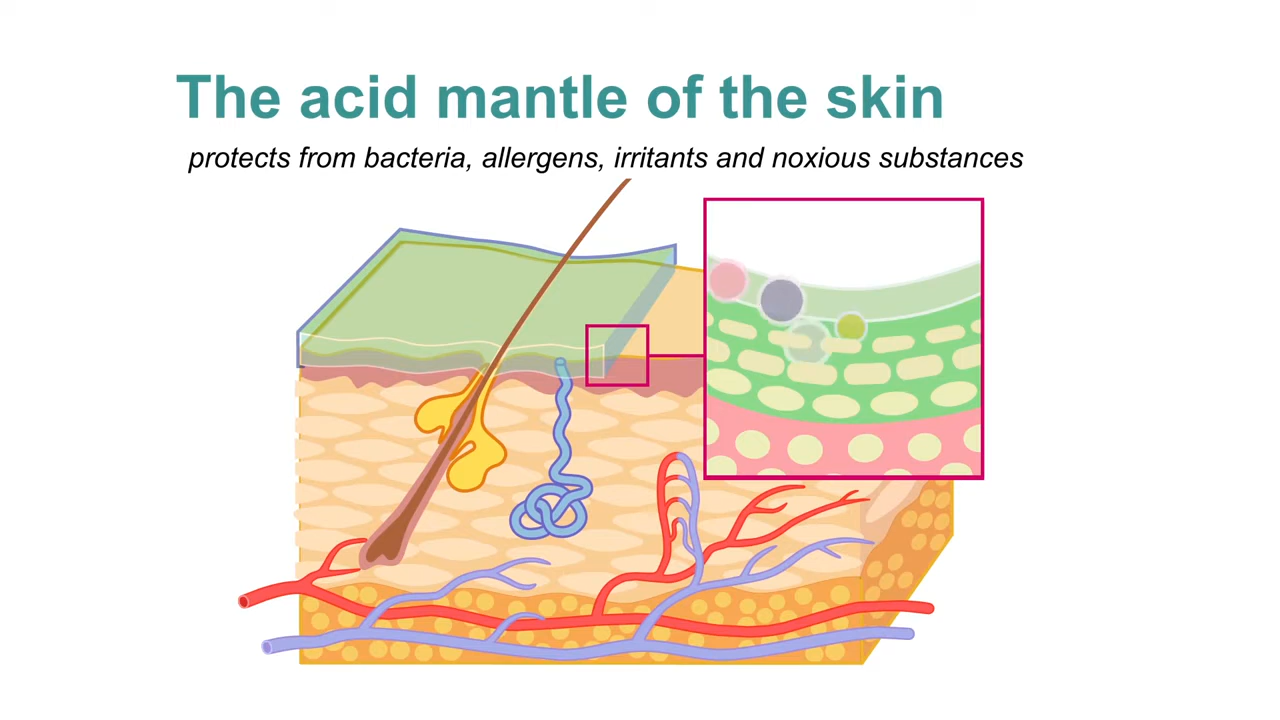 The acid mantle of the skin
protects from bacteria, allergens, irritants and noxious substances